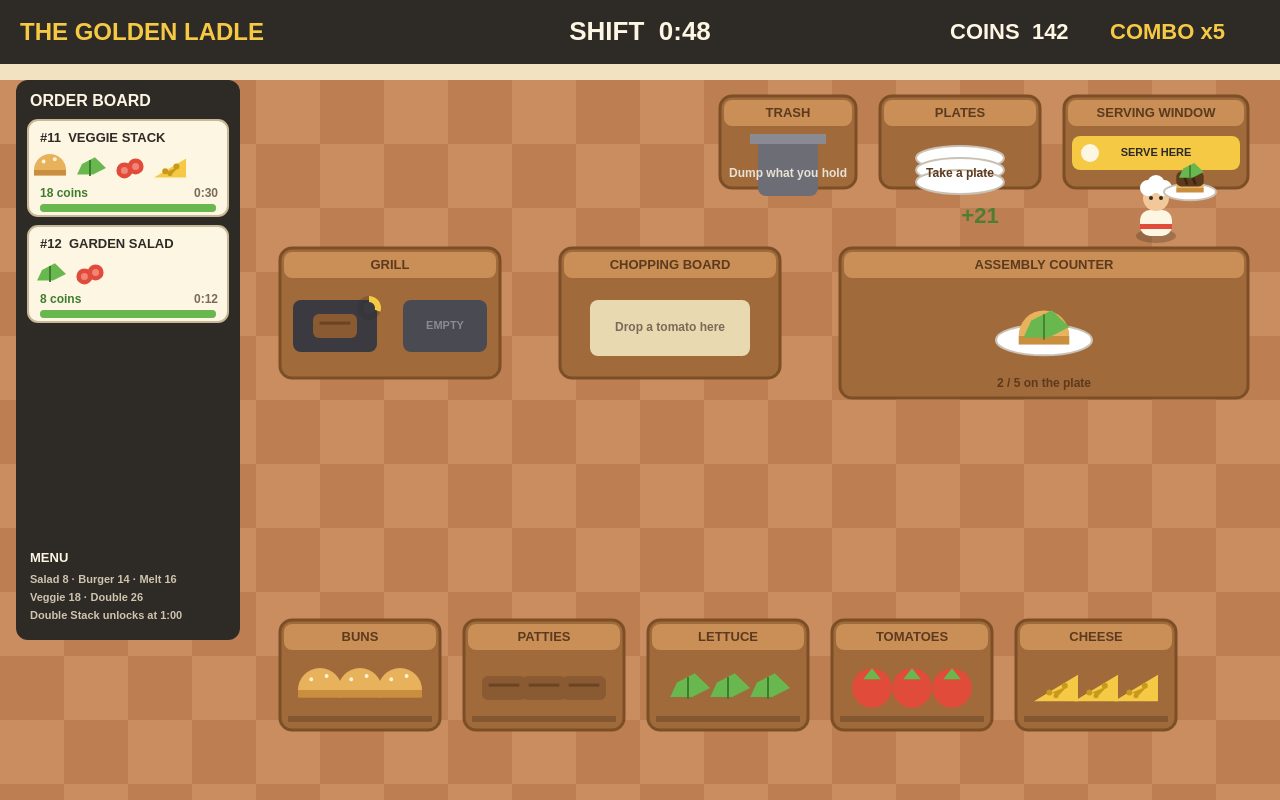 THE GOLDEN LADLE
SHIFT 0:48
COINS 142
COMBO x5
ORDER BOARD
#11 VEGGIE STACK
18 coins
0:30
#12 GARDEN SALAD
8 coins
0:12
MENU
Salad 8 · Burger 14 · Melt 16
Veggie 18 · Double 26
Double Stack unlocks at 1:00
TRASH
Dump what you hold
PLATES
Take a plate
+21
SERVING WINDOW
SERVE HERE
GRILL
EMPTY
CHOPPING BOARD
Drop a tomato here
ASSEMBLY COUNTER
2 / 5 on the plate
BUNS
PATTIES
LETTUCE
TOMATOES
CHEESE